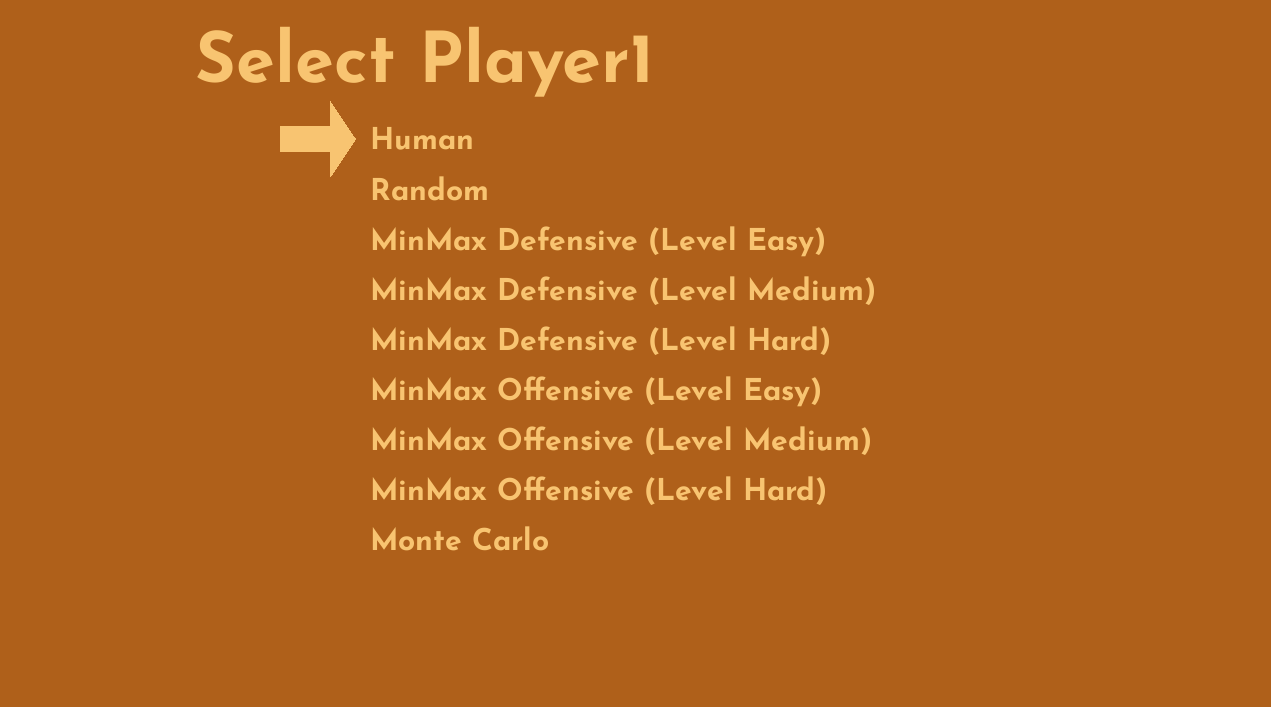 Select Player1
Human
Random
MinMax Defensive (Level Easy)
MinMax Defensive (Level Medium)
MinMax Defensive (Level Hard)
MinMax Offensive (Level Easy)
MinMax Offensive (Level Medium)
MinMax Offensive (Level Hard)
Monte Carlo